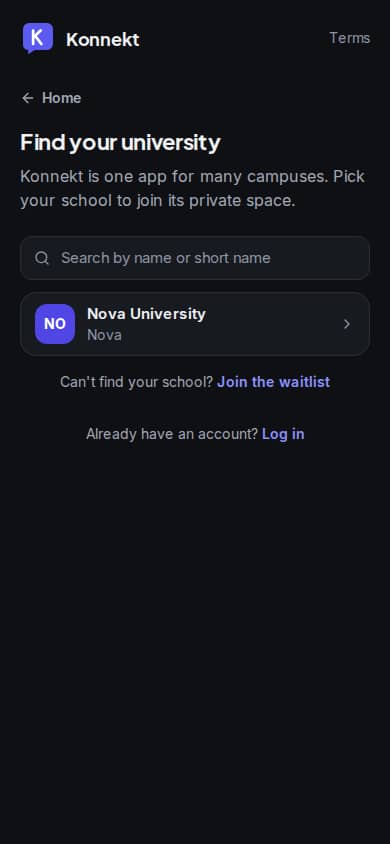 K Konnekt
Terms
← Home
Find your university
Konnekt is one app for many campuses. Pick
your school to join its private space.
Search by name or short name
NO
Nova University
Nova
Can't find your school? Join the waitlist
Already have an account? Log in